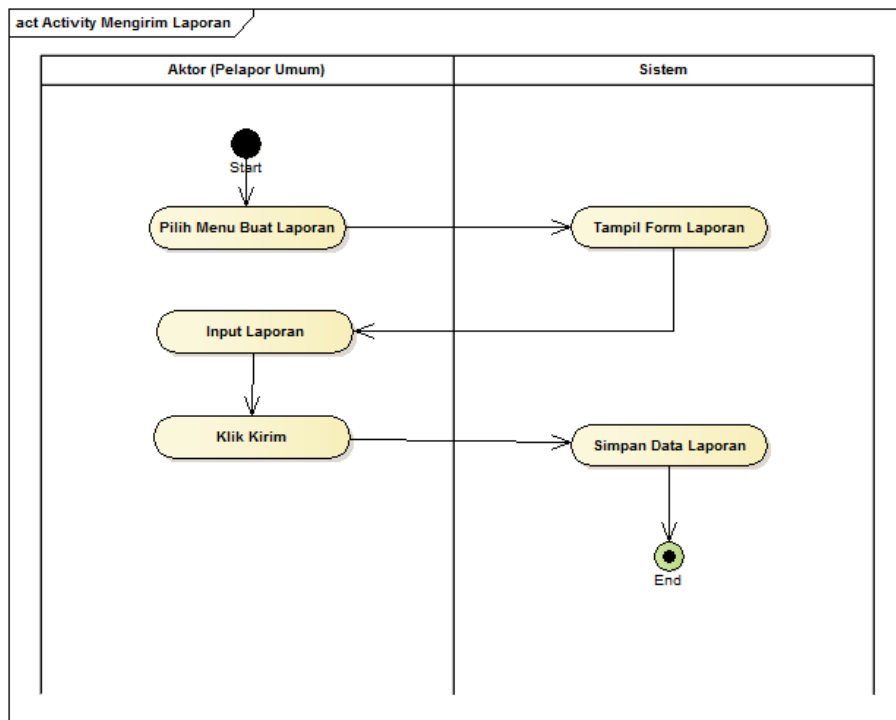 act Activity Mengirim Laporan
Aktor (Pelapor Umum)
Sistem
Start
Pilih Menu Buat Laporan
Tampil Form Laporan
Input Laporan
Klik Kirim
Simpan Data Laporan
End